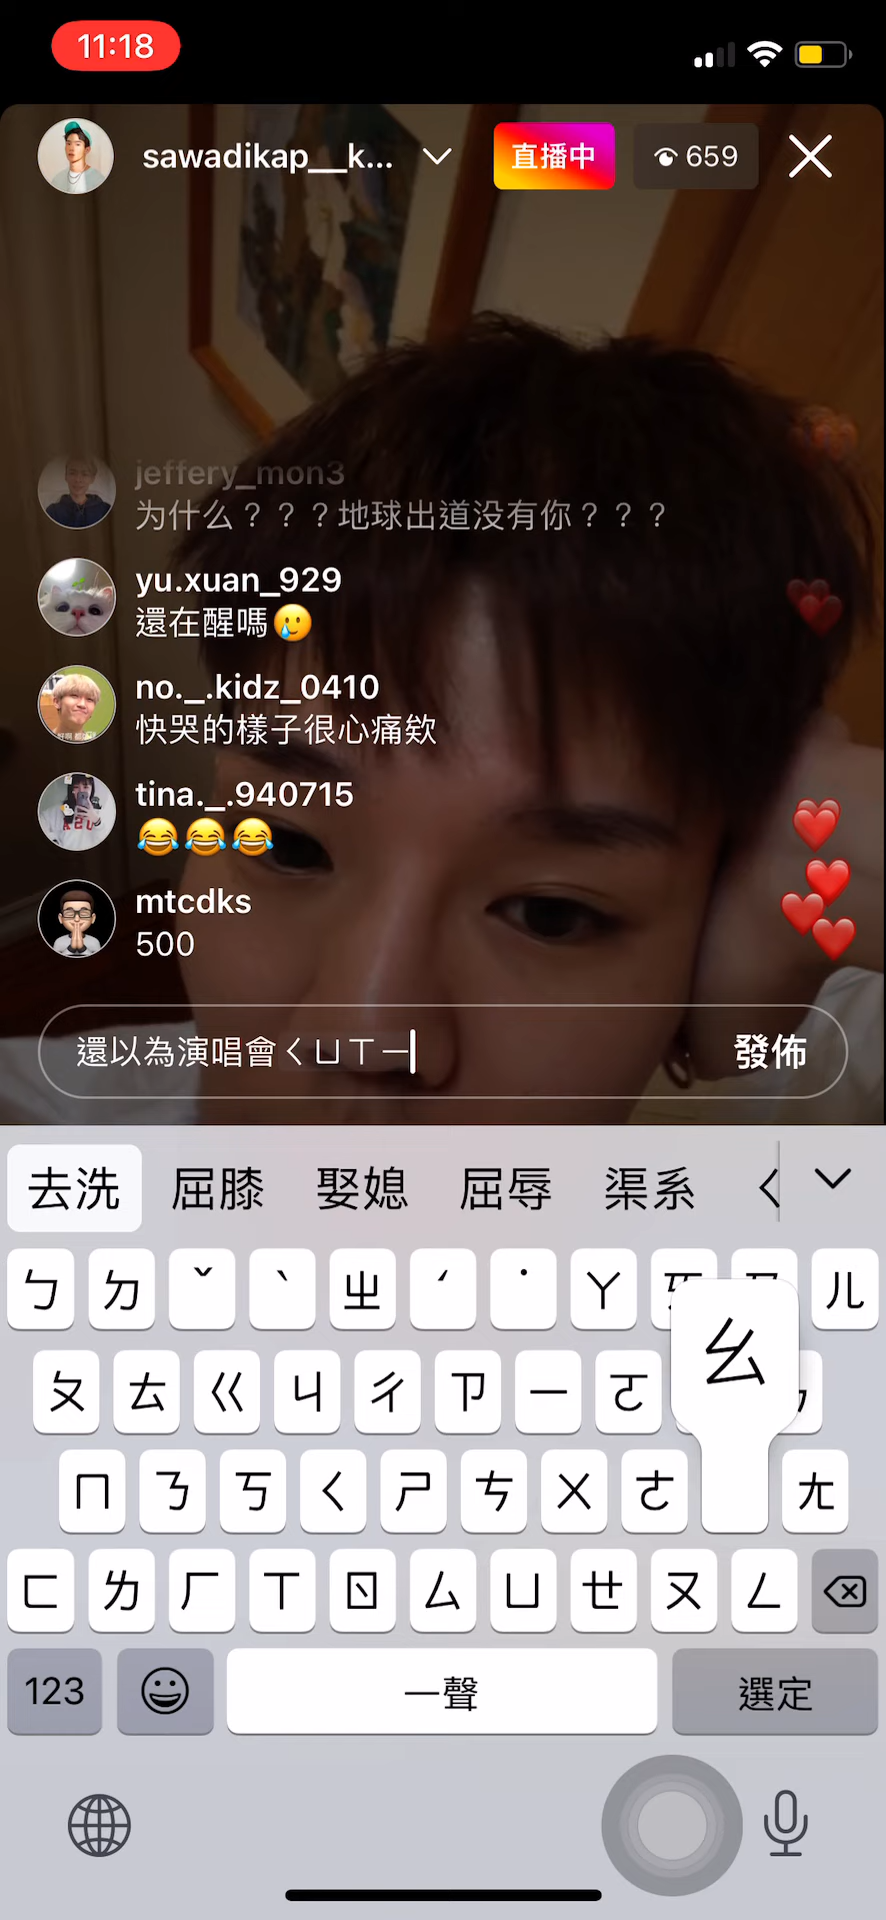 11:18
sawadikap__k...
直播中
659
jeffery_mon3
为什么？？？地球出道没有你？？？
yu.xuan_929
還在醒嗎🥲
no._.kidz_0410
快哭的樣子很心痛欸
tina._.940715
😂😂😂
mtcdks
500
還以為演唱會ㄑㄩㄒㄧ
發佈
去洗 屈膝 娶媳 屈辱 渠系
ㄅ ㄉ ˇ ˋ ㄓ ˊ ˙ ㄚ ㄞ ㄢ ㄦ
ㄆ ㄊ ㄍ ㄐ ㄔ ㄗ ㄧ ㄛ
ㄇ ㄋ ㄎ ㄑ ㄕ ㄘ ㄨ ㄜ ㄠ ㄤ
ㄈ ㄌ ㄏ ㄒ ㄖ ㄙ ㄩ ㄝ ㄡ ㄥ
123 一聲 選定